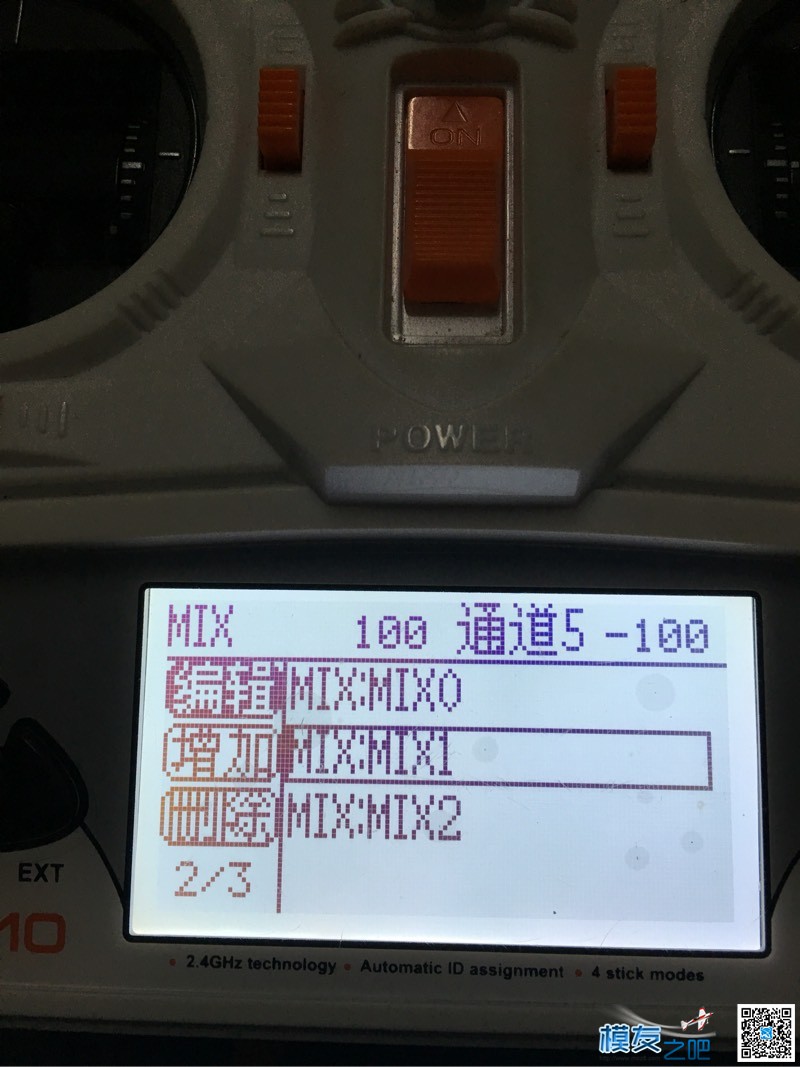 ON
POWER
MIX 100 通道5 -100
编辑 MIX:MIX0
增加 MIX:MIX1
删除 MIX:MIX2
2/3
EXT
10
• 2.4GHz technology • Automatic ID assignment • 4 stick modes
模友之吧